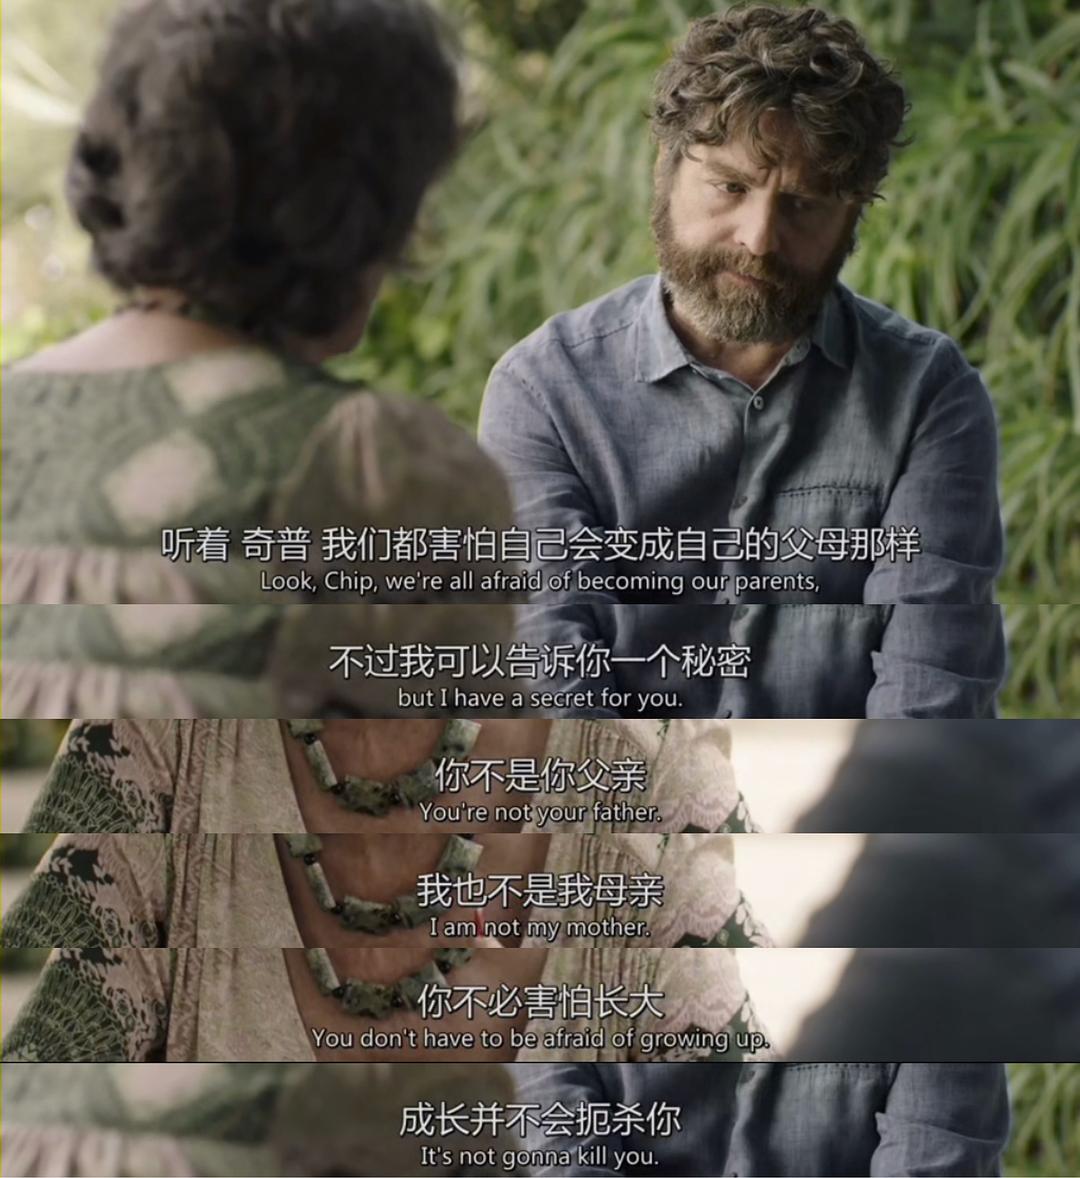 听着 奇普 我们都害怕自己会变成自己的父母那样
Look, Chip, we're all afraid of becoming our parents,
不过我可以告诉你一个秘密
but I have a secret for you.
你不是你父亲
You're not your father.
我也不是我母亲
I am not my mother.
你不必害怕长大
You don't have to be afraid of growing up.
成长并不会扼杀你
It's not gonna kill you.